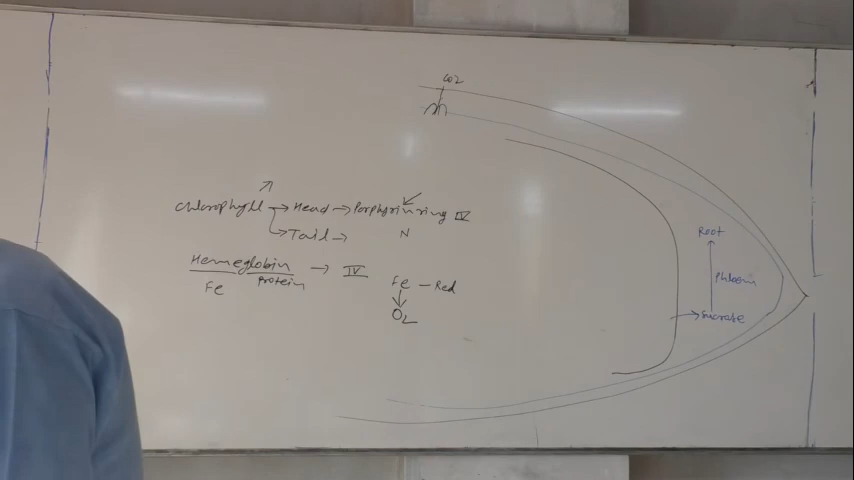 CO2
Chlorophyll → Head → Porphyrin ring IV
→ Tail → N
Hemeglobin → IV
Fe Protein
Fe - Red
O2
Root
Phloem
→ Sucrose